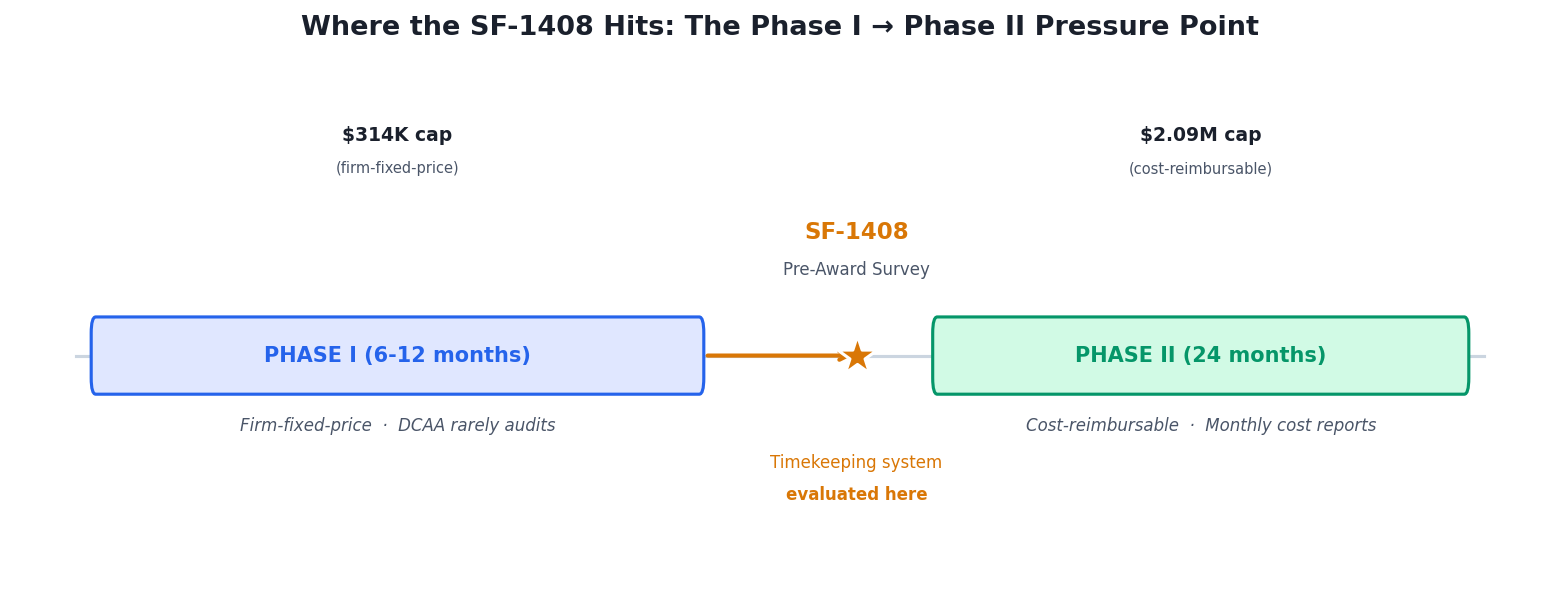 Where the SF-1408 Hits: The Phase I → Phase II Pressure Point
$314K cap
(firm-fixed-price)
$2.09M cap
(cost-reimbursable)
SF-1408
Pre-Award Survey
PHASE I (6-12 months)
PHASE II (24 months)
Firm-fixed-price · DCAA rarely audits
Cost-reimbursable · Monthly cost reports
Timekeeping system
evaluated here